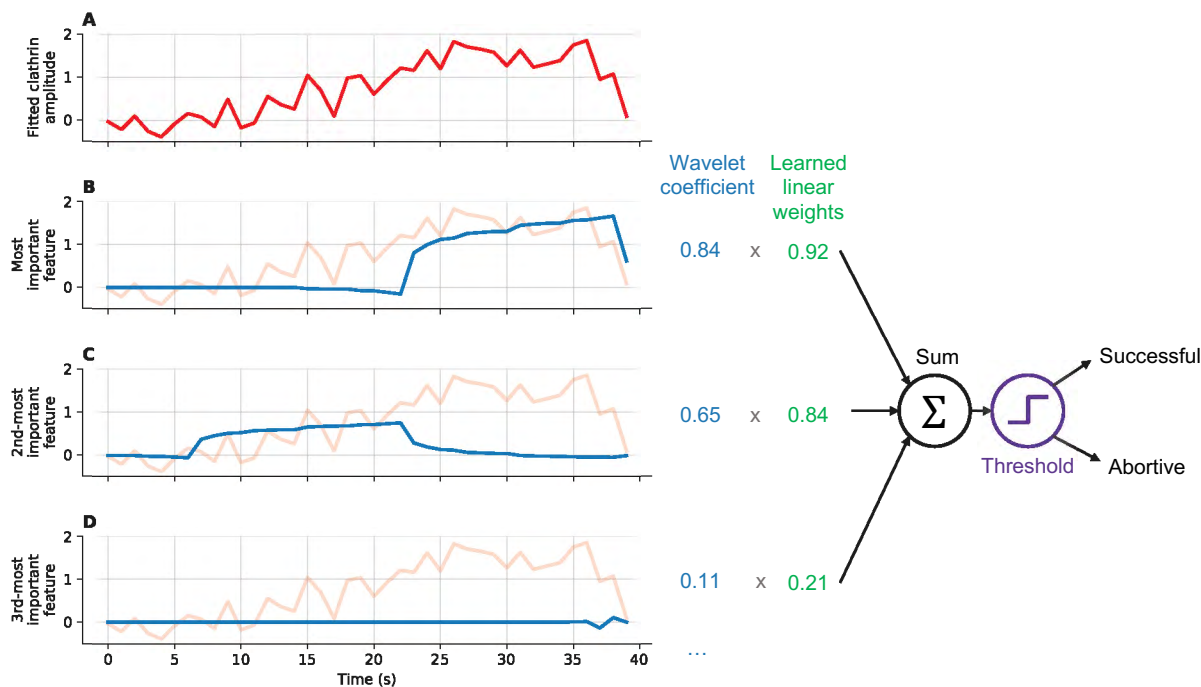 A
Fitted clathrin
amplitude
2
1
0
B
Most
important
feature
2
1
0
C
2nd-most
important
feature
2
1
0
D
3rd-most
important
feature
2
1
0
0 5 10 15 20 25 30 35 40
Time (s)
Wavelet
coefficient
Learned
linear
weights
0.84 x 0.92
0.65 x 0.84
0.11 x 0.21
...
Sum
Σ
Threshold
Successful
Abortive